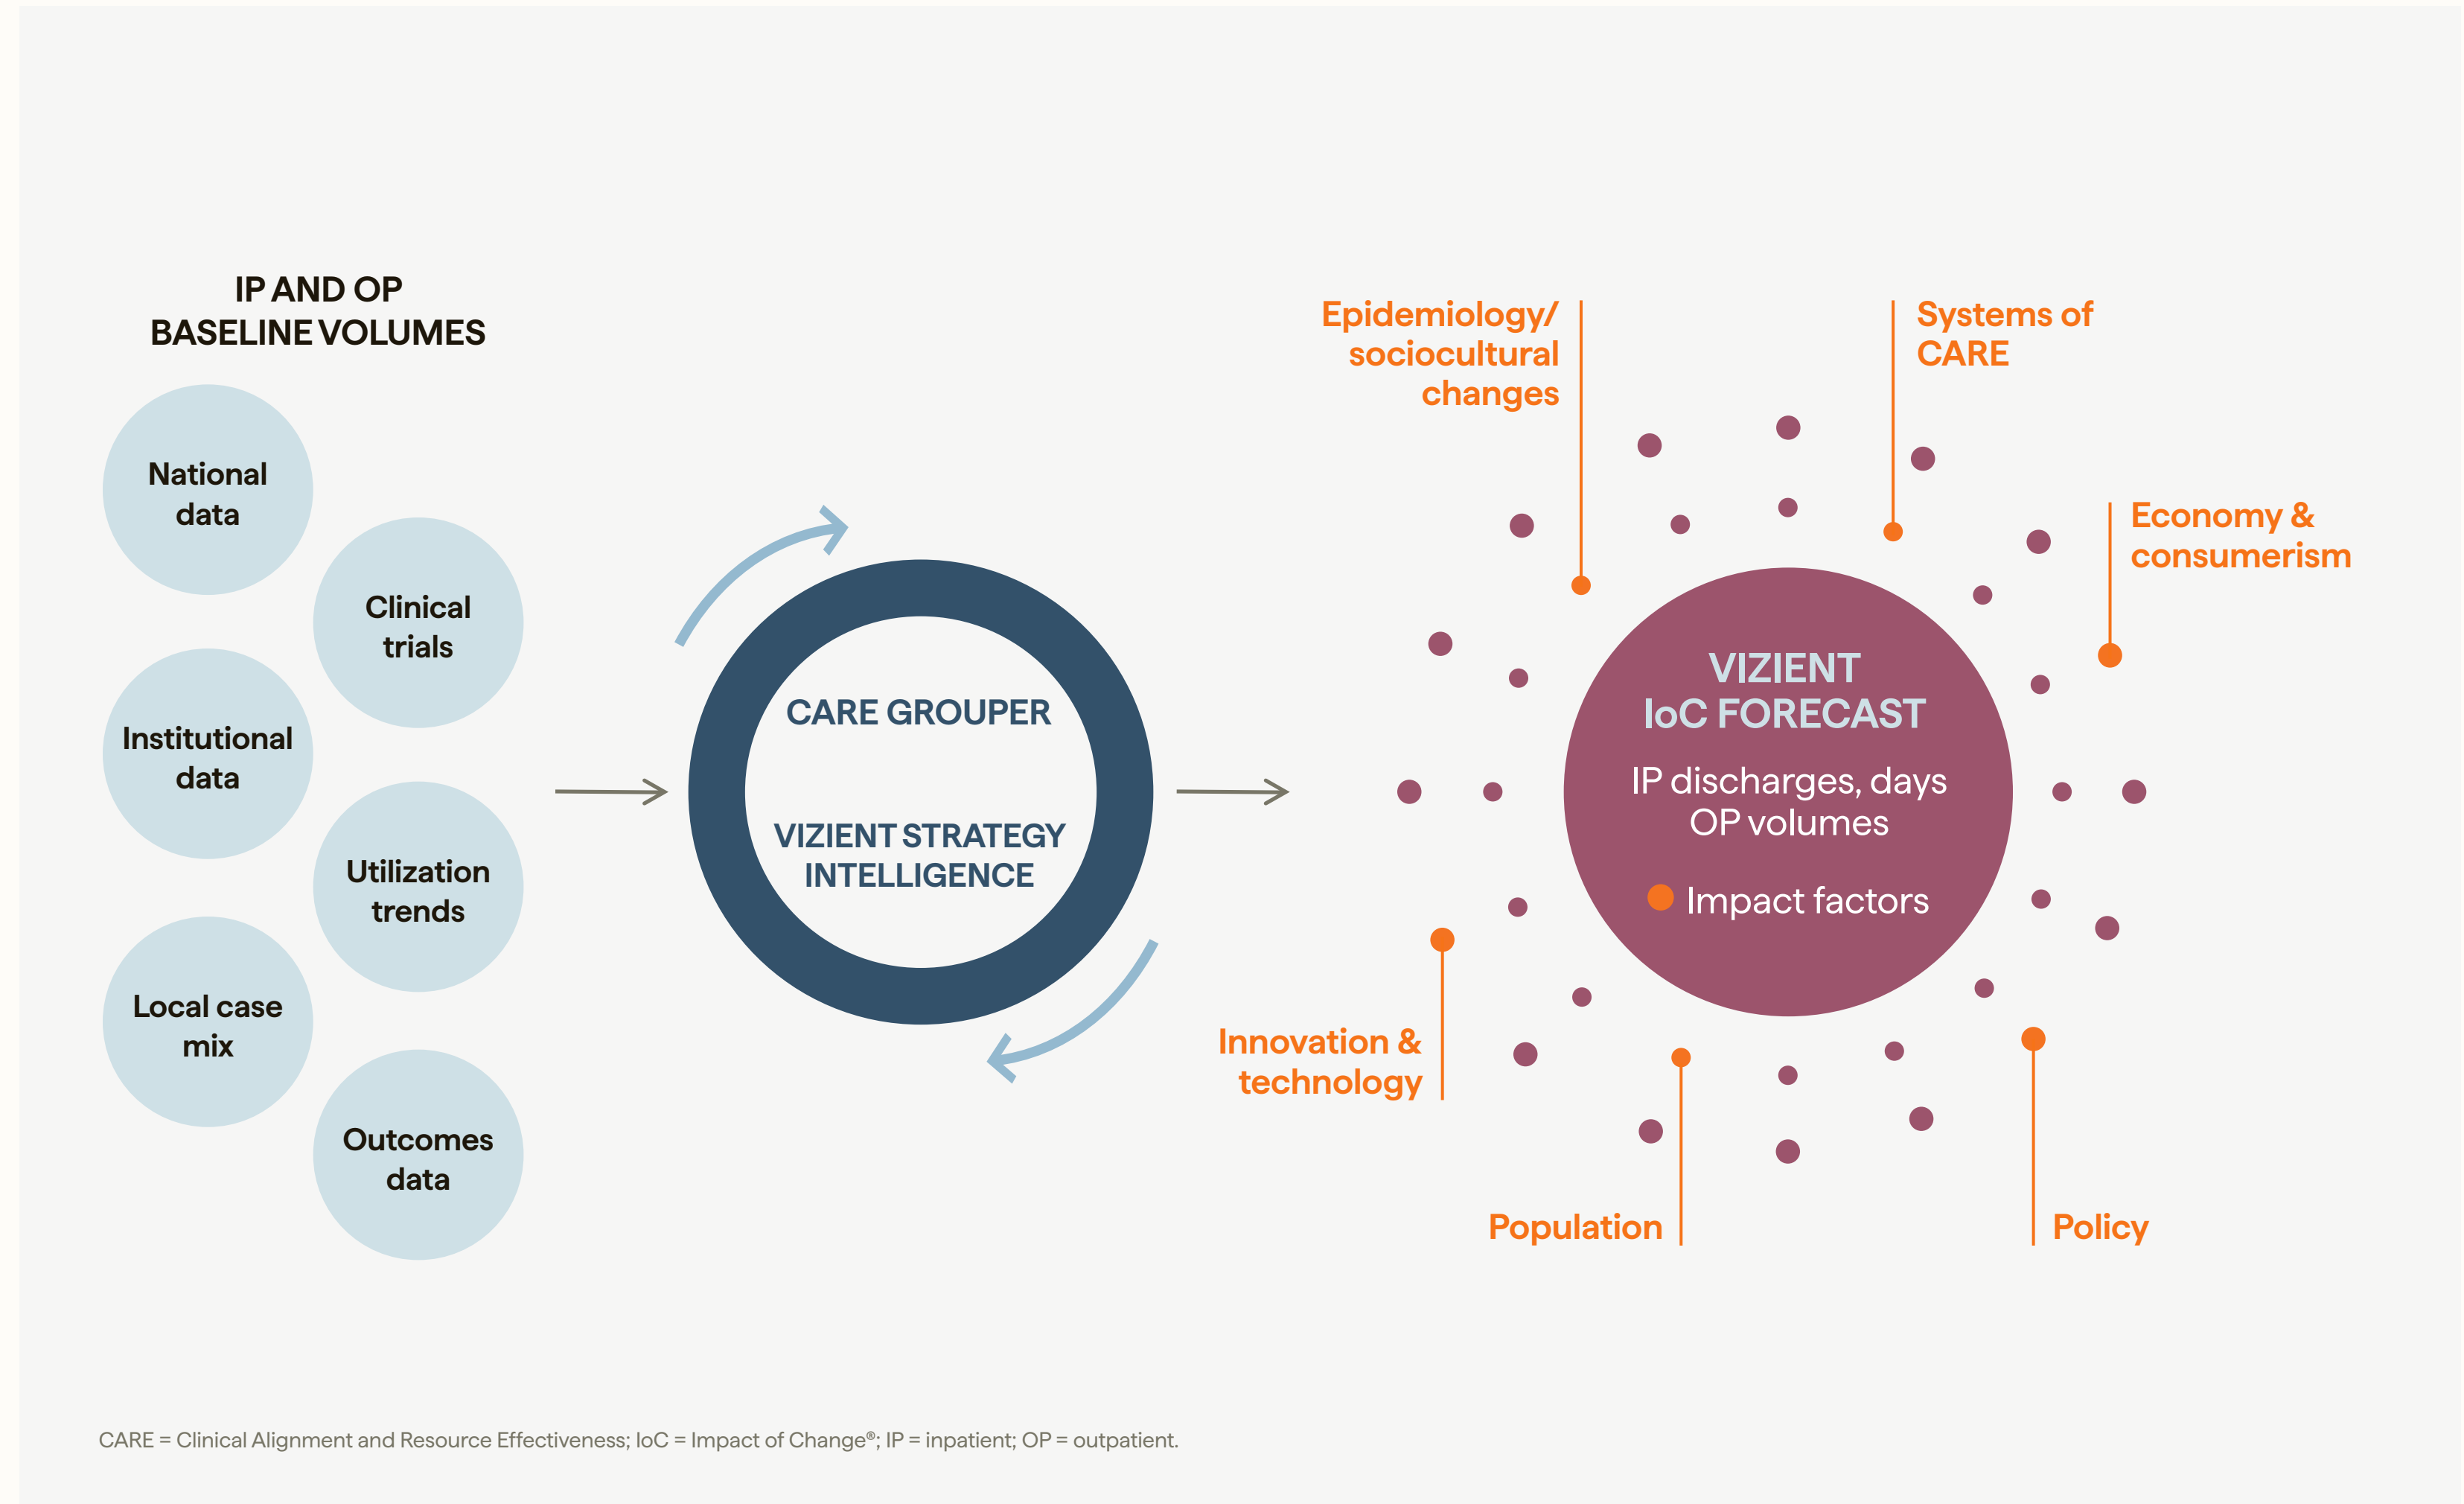 IP AND OP
BASELINE VOLUMES
National
data
Clinical
trials
Institutional
data
Utilization
trends
Local case
mix
Outcomes
data
CARE GROUPER
VIZIENT STRATEGY
INTELLIGENCE
Epidemiology/
sociocultural
changes
Systems of
CARE
Economy &
consumerism
VIZIENT
IoC FORECAST
IP discharges, days
OP volumes
Impact factors
Innovation &
technology
Population
Policy
CARE = Clinical Alignment and Resource Effectiveness; IoC = Impact of Change®; IP = inpatient; OP = outpatient.